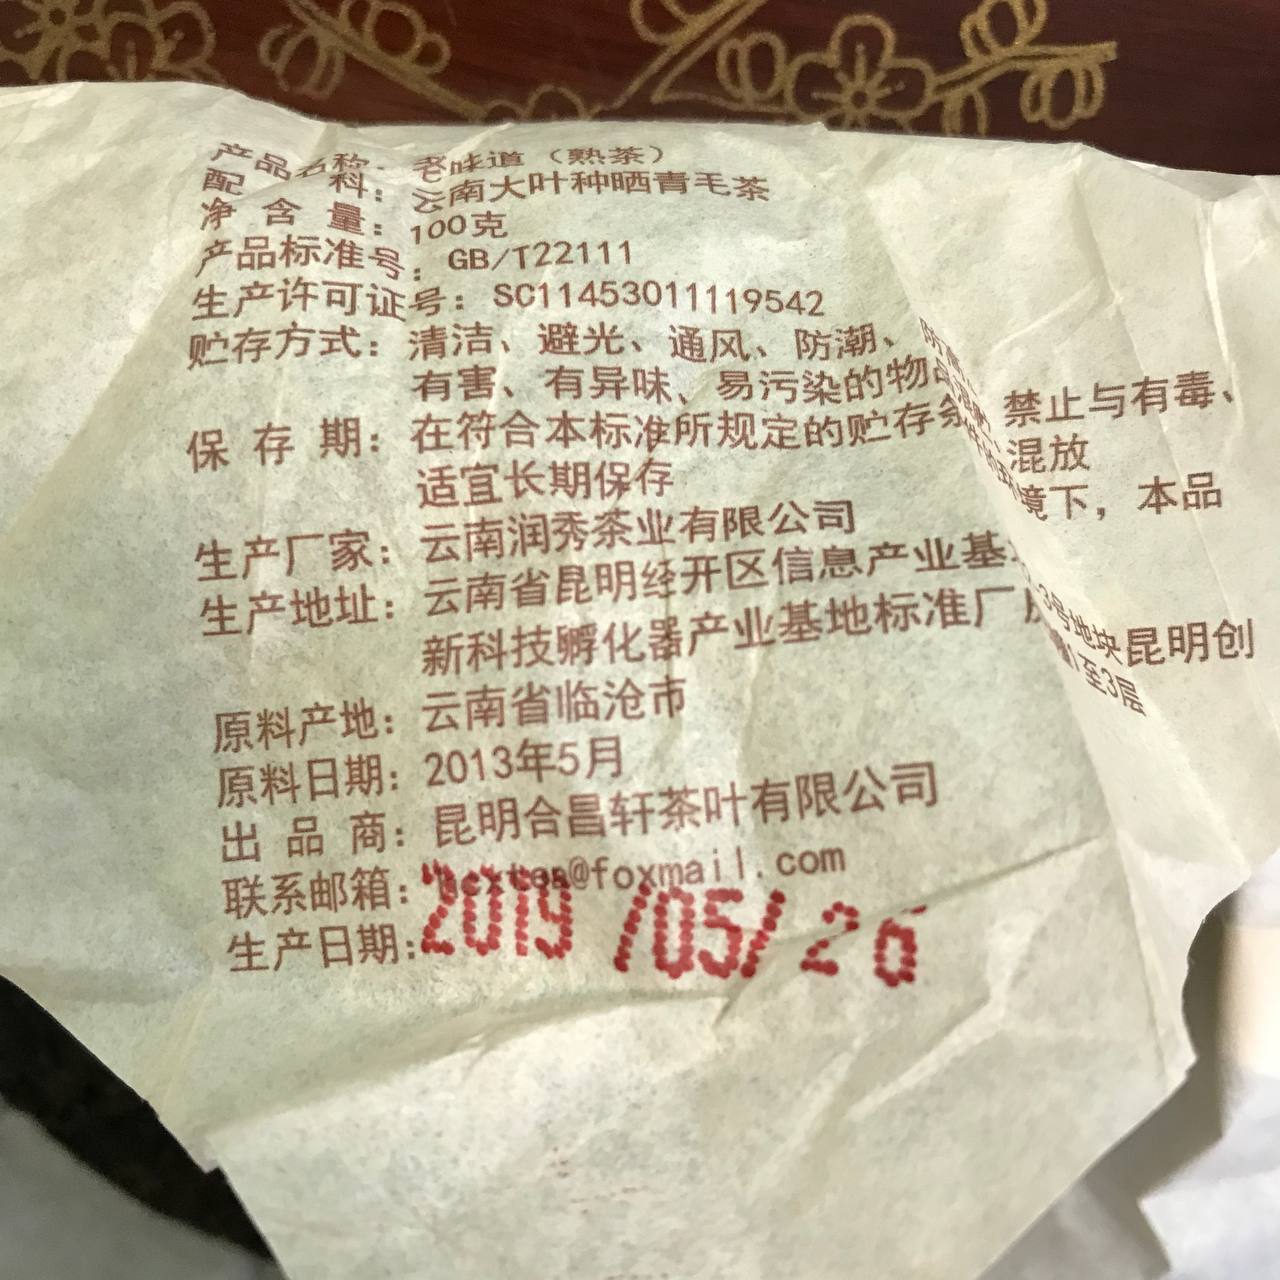 产品名称：老味道（熟茶）
配 料：云南大叶种晒青毛茶
净 含 量：100克
产品标准号：GB/T22111
生产许可证号：SC11453011119542
贮存方式：清洁、避光、通风、防潮、防高 禁止与有毒、
有害、有异味、易污染的物品 混放
保 存 期：在符合本标准所规定的贮存条件的环境下，本品
适宜长期保存
生产厂家：云南润秀茶业有限公司
生产地址：云南省昆明经开区信息产业基 3号地块昆明创
新科技孵化器产业基地标准厂房 1至3层
原料产地：云南省临沧市
原料日期：2013年5月
出 品 商：昆明合昌轩茶叶有限公司
联系邮箱： @foxmail.com
生产日期：2019/05/26